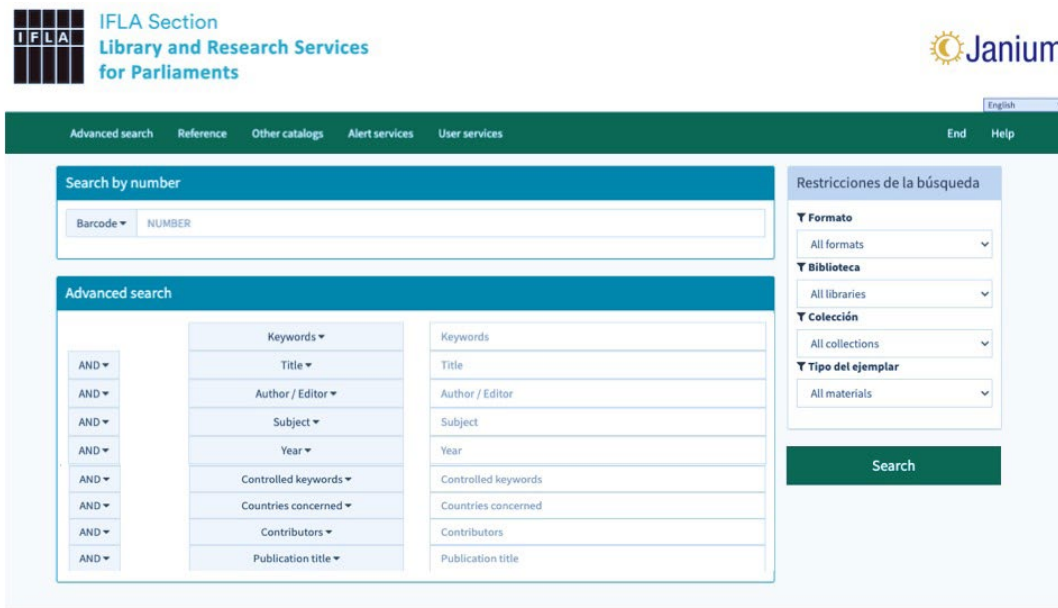 IFLA
IFLA Section
Library and Research Services
for Parliaments
Janium
English
Advanced search Reference Other catalogs Alert services User services End Help
Search by number
Barcode NUMBER
Advanced search
Keywords Keywords
AND Title Title
AND Author / Editor Author / Editor
AND Subject Subject
AND Year Year
AND Controlled keywords Controlled keywords
AND Countries concerned Countries concerned
AND Contributors Contributors
AND Publication title Publication title
Restricciones de la búsqueda
Formato
All formats
Biblioteca
All libraries
Colección
All collections
Tipo del ejemplar
All materials
Search